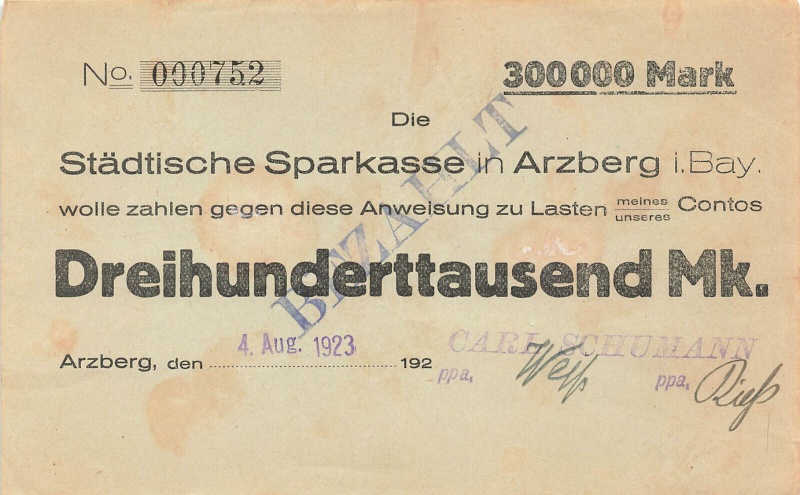 No. 000752 300000 Mark
Die
Städtische Sparkasse in Arzberg i. Bay.
wolle zahlen gegen diese Anweisung zu Lasten meines unseres Contos
Dreihunderttausend Mk.
BEZAHLT
Arzberg, den 4. Aug. 1923 192
CARL SCHUMANN
ppa. ppa.